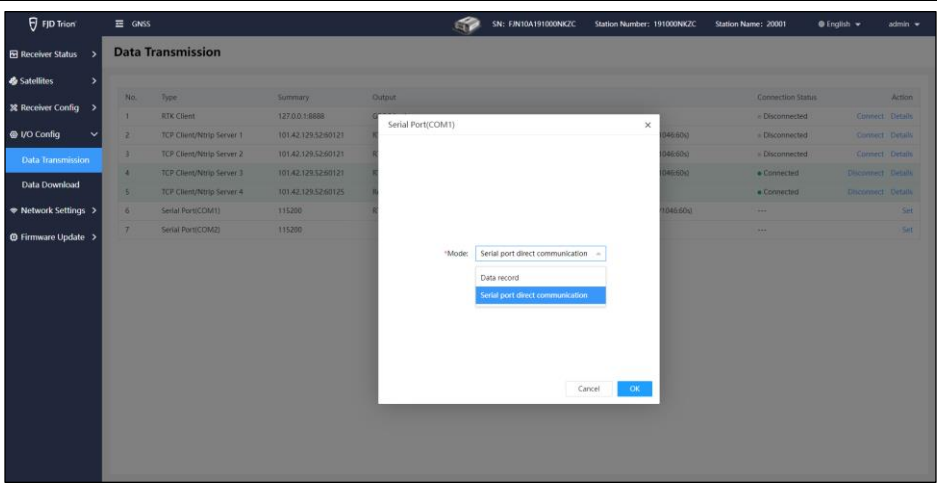 FJD Trion
GNSS
SN: FJN10A191000NKZC
Station Number: 191000NKZC
Station Name: 20001
English
admin
Receiver Status
Satellites
Receiver Config
I/O Config
Data Transmission
Data Download
Network Settings
Firmware Update
Data Transmission
No. Type Summary Output Connection Status Action
1 RTK Client 127.0.0.1:8888 Disconnected Connect Details
2 TCP Client/Ntrip Server 1 101.42.129.52:60121 1046:60s) Disconnected Connect Details
3 TCP Client/Ntrip Server 2 101.42.129.52:60121 1046:60s) Disconnected Connect Details
4 TCP Client/Ntrip Server 3 101.42.129.52:60121 Connected Disconnect Details
5 TCP Client/Ntrip Server 4 101.42.129.52:60125 Connected Disconnect Details
6 Serial Port(COM1) 115200 1046:60s) --- Set
7 Serial Port(COM2) 115200 --- Set
Serial Port(COM1)
*Mode: Serial port direct communication
Data record
Serial port direct communication
Cancel OK